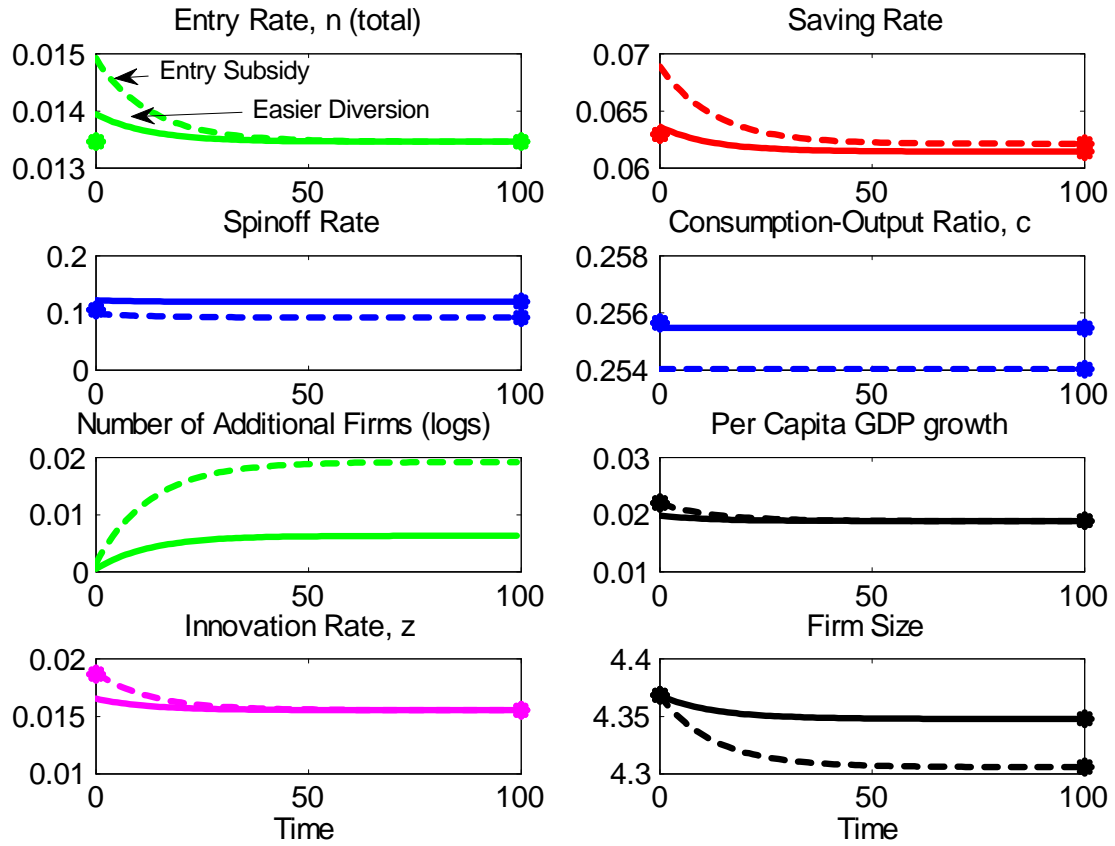 Entry Rate, n (total)
Saving Rate
0.015
0.014
0.013
Entry Subsidy
Easier Diversion
0 50 100
0.07
0.065
0.06
0 50 100
Spinoff Rate
Consumption-Output Ratio, c
0.2
0.1
0
0 50 100
0.258
0.256
0.254
0 50 100
Number of Additional Firms (logs)
Per Capita GDP growth
0.02
0.01
0
0 50 100
0.03
0.02
0.01
0 50 100
Innovation Rate, z
Firm Size
0.02
0.015
0.01
0 50 100
Time
4.4
4.35
4.3
0 50 100
Time